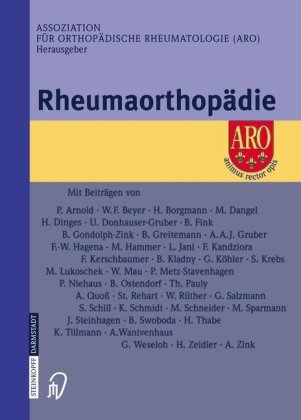 ASSOZIATION
FÜR ORTHOPÄDISCHE RHEUMATOLOGIE (ARO)
Herausgeber
Rheumaorthopädie
ARO
animus rector opis
Mit Beiträgen von
P. Arnold · W. F. Beyer · H. Borgmann · M. Dangel
H. Dinges · U. Donhauser-Gruber · B. Fink
B. Gondolph-Zink · B. Greitemann · A. A. J. Gruber
F.-W. Hagena · M. Hammer · L. Jani · F. Kandziora
F. Kerschbaumer · B. Kladny · G. Köhler · S. Krebs
M. Lukoschek · W. Mau · P. Metz-Stavenhagen
P. Niehaus · B. Ostendorf · Th. Pauly
A. Quoß · St. Rehart · W. Rüther · G. Salzmann
S. Schill · K. Schmidt · M. Schneider · M. Sparmann
J. Steinhagen · B. Swoboda · H. Thabe
K. Tillmann · A. Wanivenhaus
G. Weseloh · H. Zeidler · A. Zink
STEINKOPFF
DARMSTADT